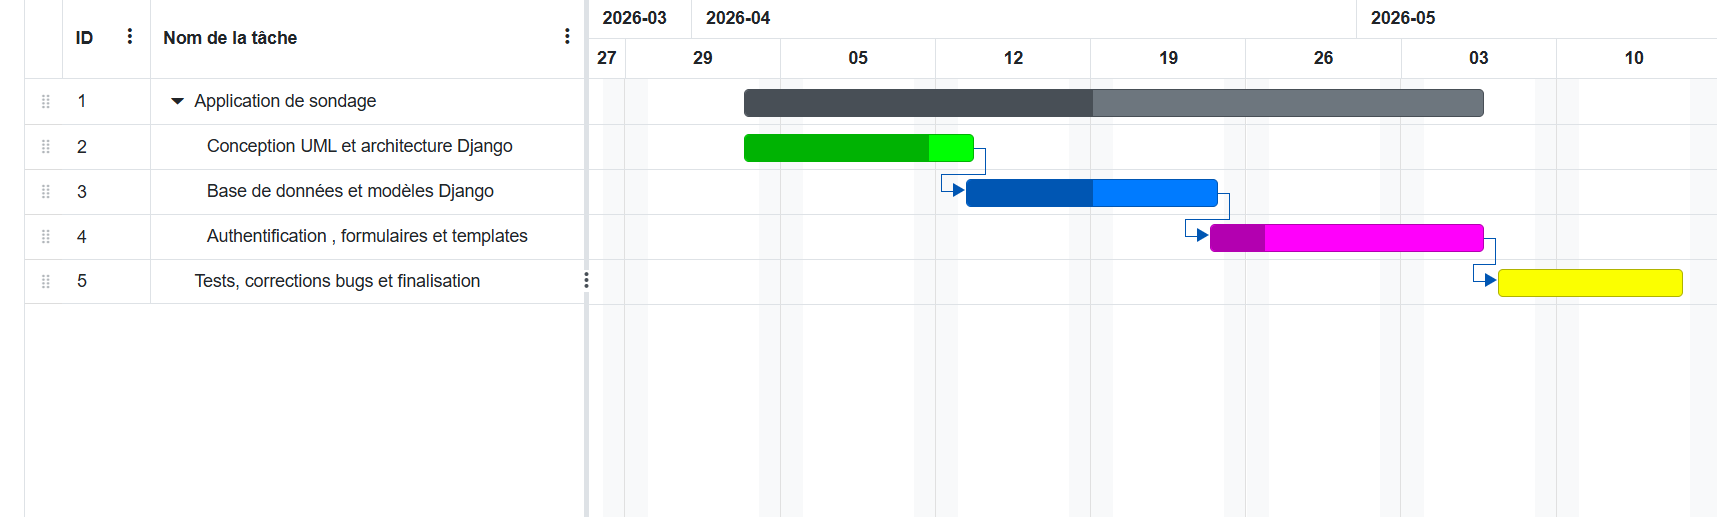 2026-03 2026-04 2026-05
ID Nom de la tâche
27 29 05 12 19 26 03 10
1 Application de sondage
2 Conception UML et architecture Django
3 Base de données et modèles Django
4 Authentification , formulaires et templates
5 Tests, corrections bugs et finalisation